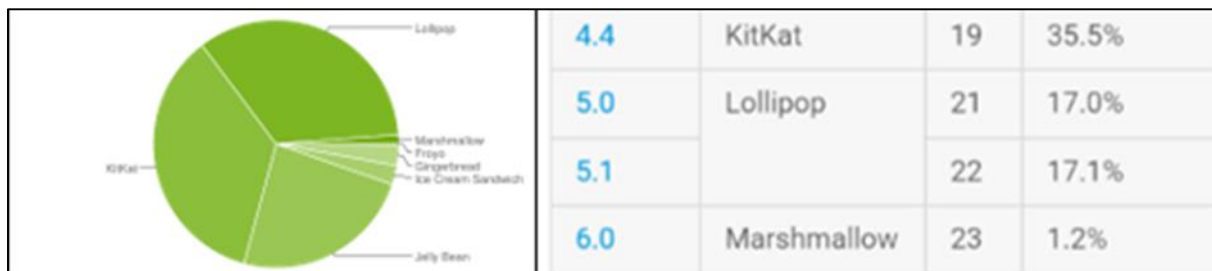 Lollipop
Marshmallow
Froyo
Gingerbread
Ice Cream Sandwich
KitKat
Jelly Bean
4.4 KitKat 19 35.5%
5.0 Lollipop 21 17.0%
5.1 22 17.1%
6.0 Marshmallow 23 1.2%